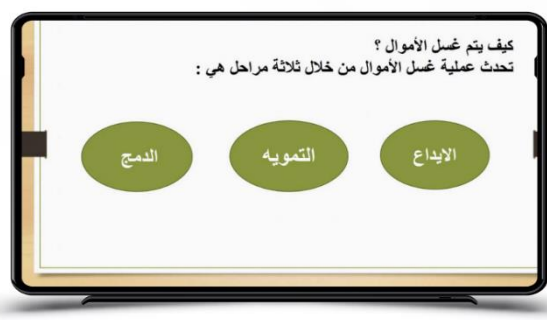 كيف يتم غسل الأموال ؟
تحدث عملية غسل الأموال من خلال ثلاثة مراحل هي :
الايداع
التمويه
الدمج